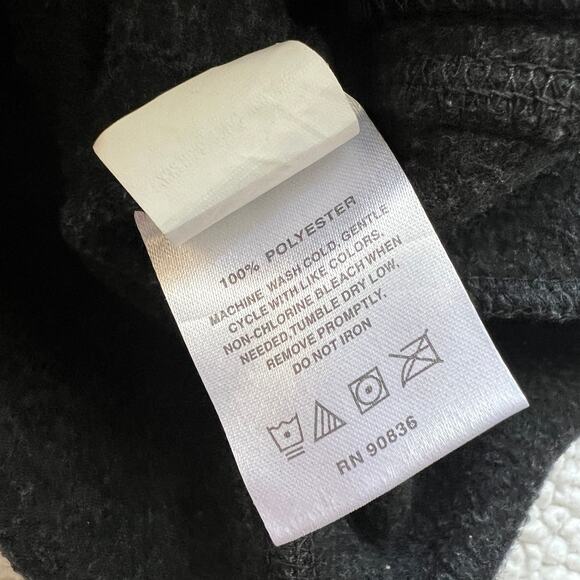 100% POLYESTER
MACHINE WASH COLD, GENTLE
CYCLE WITH LIKE COLORS,
NON-CHLORINE BLEACH WHEN
NEEDED,TUMBLE DRY LOW,
REMOVE PROMPTLY,
DO NOT IRON
RN 90836